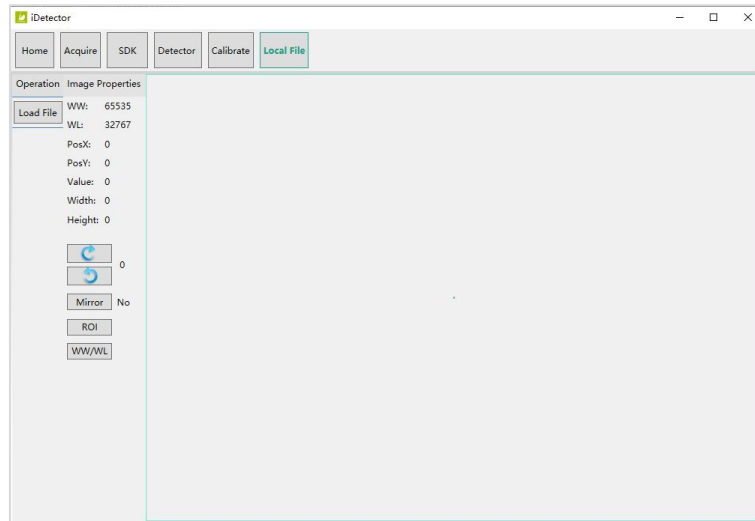 iDetector
Home Acquire SDK Detector Calibrate Local File
Operation Image Properties
Load File
WW: 65535
WL: 32767
PosX: 0
PosY: 0
Value: 0
Width: 0
Height: 0
0
Mirror No
ROI
WW/WL